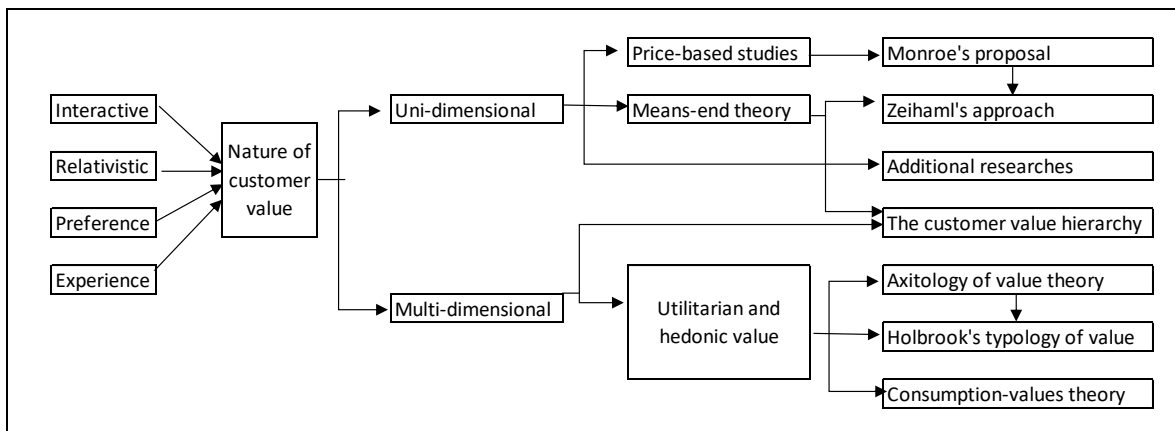 Interactive
Relativistic
Preference
Experience
Nature of
customer
value
Uni-dimensional
Multi-dimensional
Price-based studies
Means-end theory
Utilitarian and
hedonic value
Monroe's proposal
Zeihaml's approach
Additional researches
The customer value hierarchy
Axitology of value theory
Holbrook's typology of value
Consumption-values theory